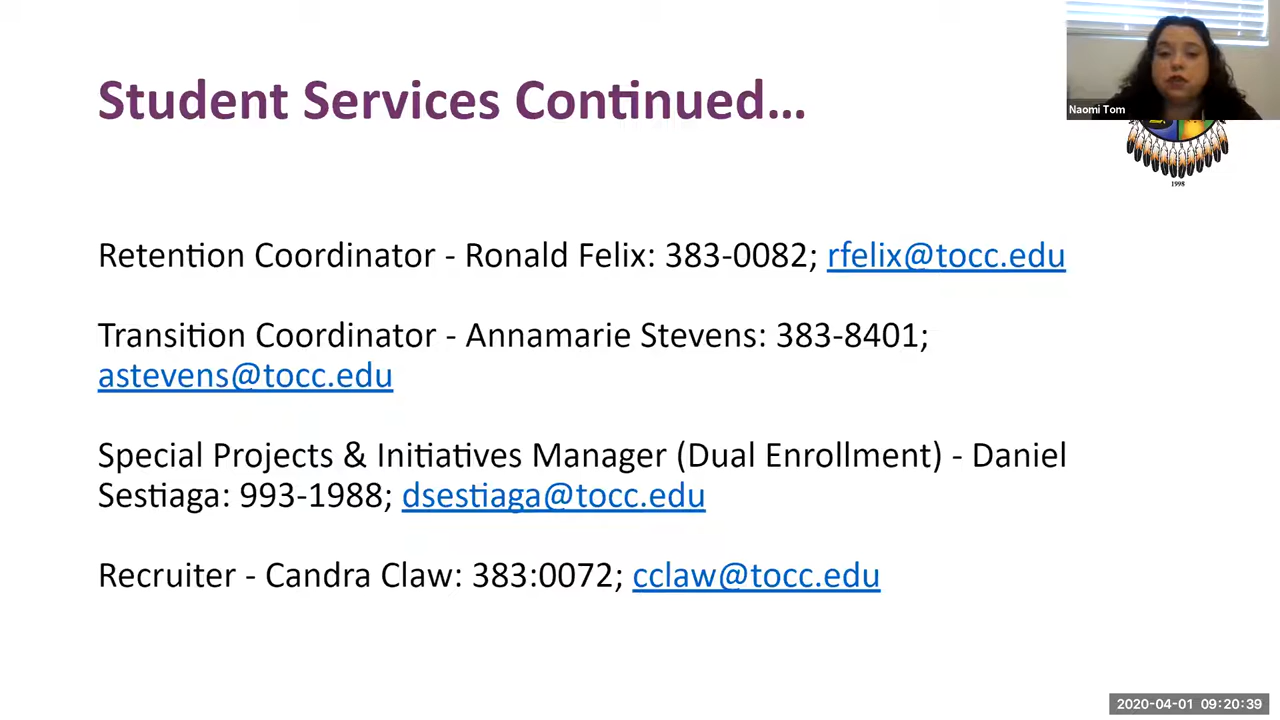 Student Services Continued...
Naomi Tom
1998
Retention Coordinator - Ronald Felix: 383-0082; rfelix@tocc.edu
Transition Coordinator - Annamarie Stevens: 383-8401;
astevens@tocc.edu
Special Projects & Initiatives Manager (Dual Enrollment) - Daniel
Sestiaga: 993-1988; dsestiaga@tocc.edu
Recruiter - Candra Claw: 383:0072; cclaw@tocc.edu
2020-04-01 09:20:39